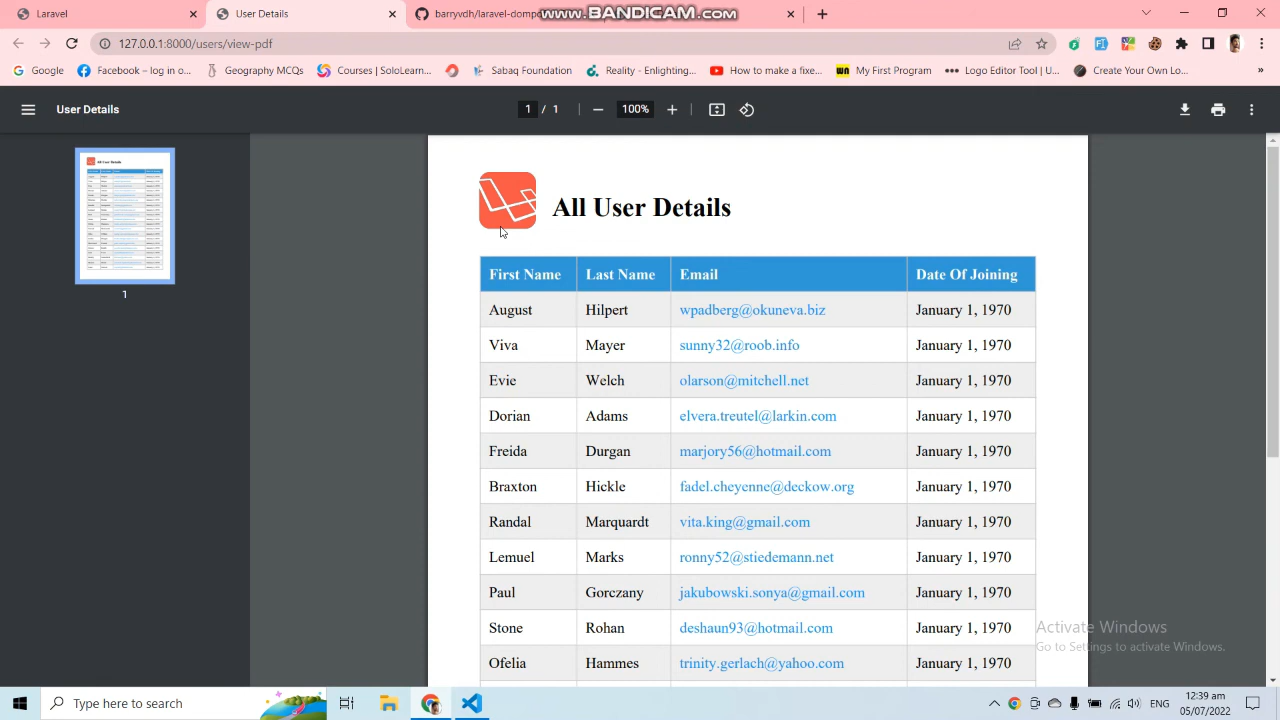 Laravel
User Details
barryvdh/laravel-domp
WWW.BANDICAM.COM
127.0.0.1:8000/users/view-pdf
Google
Facebook – log in o...
Geography MCQs
Courses | SoloLearn...
Sabaq Foundation
Reality - Enlighting...
How to make a fixe...
My First Program
Logo Editor Tool | U...
Create Your Own Lo...
»
User Details
1 / 1
100%
1
All User Details
First Name Last Name Email Date Of Joining
August Hilpert wpadberg@okuneva.biz January 1, 1970
Viva Mayer sunny32@roob.info January 1, 1970
Evie Welch olarson@mitchell.net January 1, 1970
Dorian Adams elvera.treutel@larkin.com January 1, 1970
Freida Durgan marjory56@hotmail.com January 1, 1970
Braxton Hickle fadel.cheyenne@deckow.org January 1, 1970
Randal Marquardt vita.king@gmail.com January 1, 1970
Lemuel Marks ronny52@stiedemann.net January 1, 1970
Paul Gorczany jakubowski.sonya@gmail.com January 1, 1970
Stone Rohan deshaun93@hotmail.com January 1, 1970
Ofelia Hammes trinity.gerlach@yahoo.com January 1, 1970
Activate Windows
Go to Settings to activate Windows.
Type here to search
ENG
12:39 am
05/07/2022